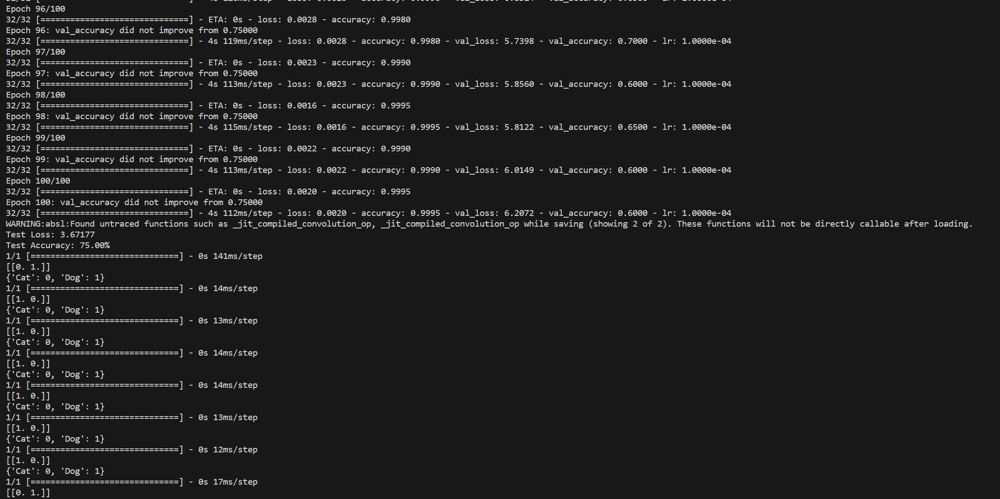 Epoch 96/100
32/32 [==============================] - ETA: 0s - loss: 0.0028 - accuracy: 0.9980
Epoch 96: val_accuracy did not improve from 0.75000
32/32 [==============================] - 4s 119ms/step - loss: 0.0028 - accuracy: 0.9980 - val_loss: 5.7398 - val_accuracy: 0.7000 - lr: 1.0000e-04
Epoch 97/100
32/32 [==============================] - ETA: 0s - loss: 0.0023 - accuracy: 0.9990
Epoch 97: val_accuracy did not improve from 0.75000
32/32 [==============================] - 4s 113ms/step - loss: 0.0023 - accuracy: 0.9990 - val_loss: 5.8560 - val_accuracy: 0.6000 - lr: 1.0000e-04
Epoch 98/100
32/32 [==============================] - ETA: 0s - loss: 0.0016 - accuracy: 0.9995
Epoch 98: val_accuracy did not improve from 0.75000
32/32 [==============================] - 4s 115ms/step - loss: 0.0016 - accuracy: 0.9995 - val_loss: 5.8122 - val_accuracy: 0.6500 - lr: 1.0000e-04
Epoch 99/100
32/32 [==============================] - ETA: 0s - loss: 0.0022 - accuracy: 0.9990
Epoch 99: val_accuracy did not improve from 0.75000
32/32 [==============================] - 4s 113ms/step - loss: 0.0022 - accuracy: 0.9990 - val_loss: 6.0149 - val_accuracy: 0.6000 - lr: 1.0000e-04
Epoch 100/100
32/32 [==============================] - ETA: 0s - loss: 0.0020 - accuracy: 0.9995
Epoch 100: val_accuracy did not improve from 0.75000
32/32 [==============================] - 4s 112ms/step - loss: 0.0020 - accuracy: 0.9995 - val_loss: 6.2072 - val_accuracy: 0.6000 - lr: 1.0000e-04
WARNING:absl:Found untraced functions such as _jit_compiled_convolution_op, _jit_compiled_convolution_op while saving (showing 2 of 2). These functions will not be directly callable after loading.
Test Loss: 3.67177
Test Accuracy: 75.00%
1/1 [==============================] - 0s 141ms/step
[[0. 1.]]
{'Cat': 0, 'Dog': 1}
1/1 [==============================] - 0s 14ms/step
[[1. 0.]]
{'Cat': 0, 'Dog': 1}
1/1 [==============================] - 0s 13ms/step
[[1. 0.]]
{'Cat': 0, 'Dog': 1}
1/1 [==============================] - 0s 14ms/step
[[1. 0.]]
{'Cat': 0, 'Dog': 1}
1/1 [==============================] - 0s 14ms/step
[[1. 0.]]
{'Cat': 0, 'Dog': 1}
1/1 [==============================] - 0s 13ms/step
[[1. 0.]]
{'Cat': 0, 'Dog': 1}
1/1 [==============================] - 0s 12ms/step
[[1. 0.]]
{'Cat': 0, 'Dog': 1}
1/1 [==============================] - 0s 17ms/step
[[0. 1.]]